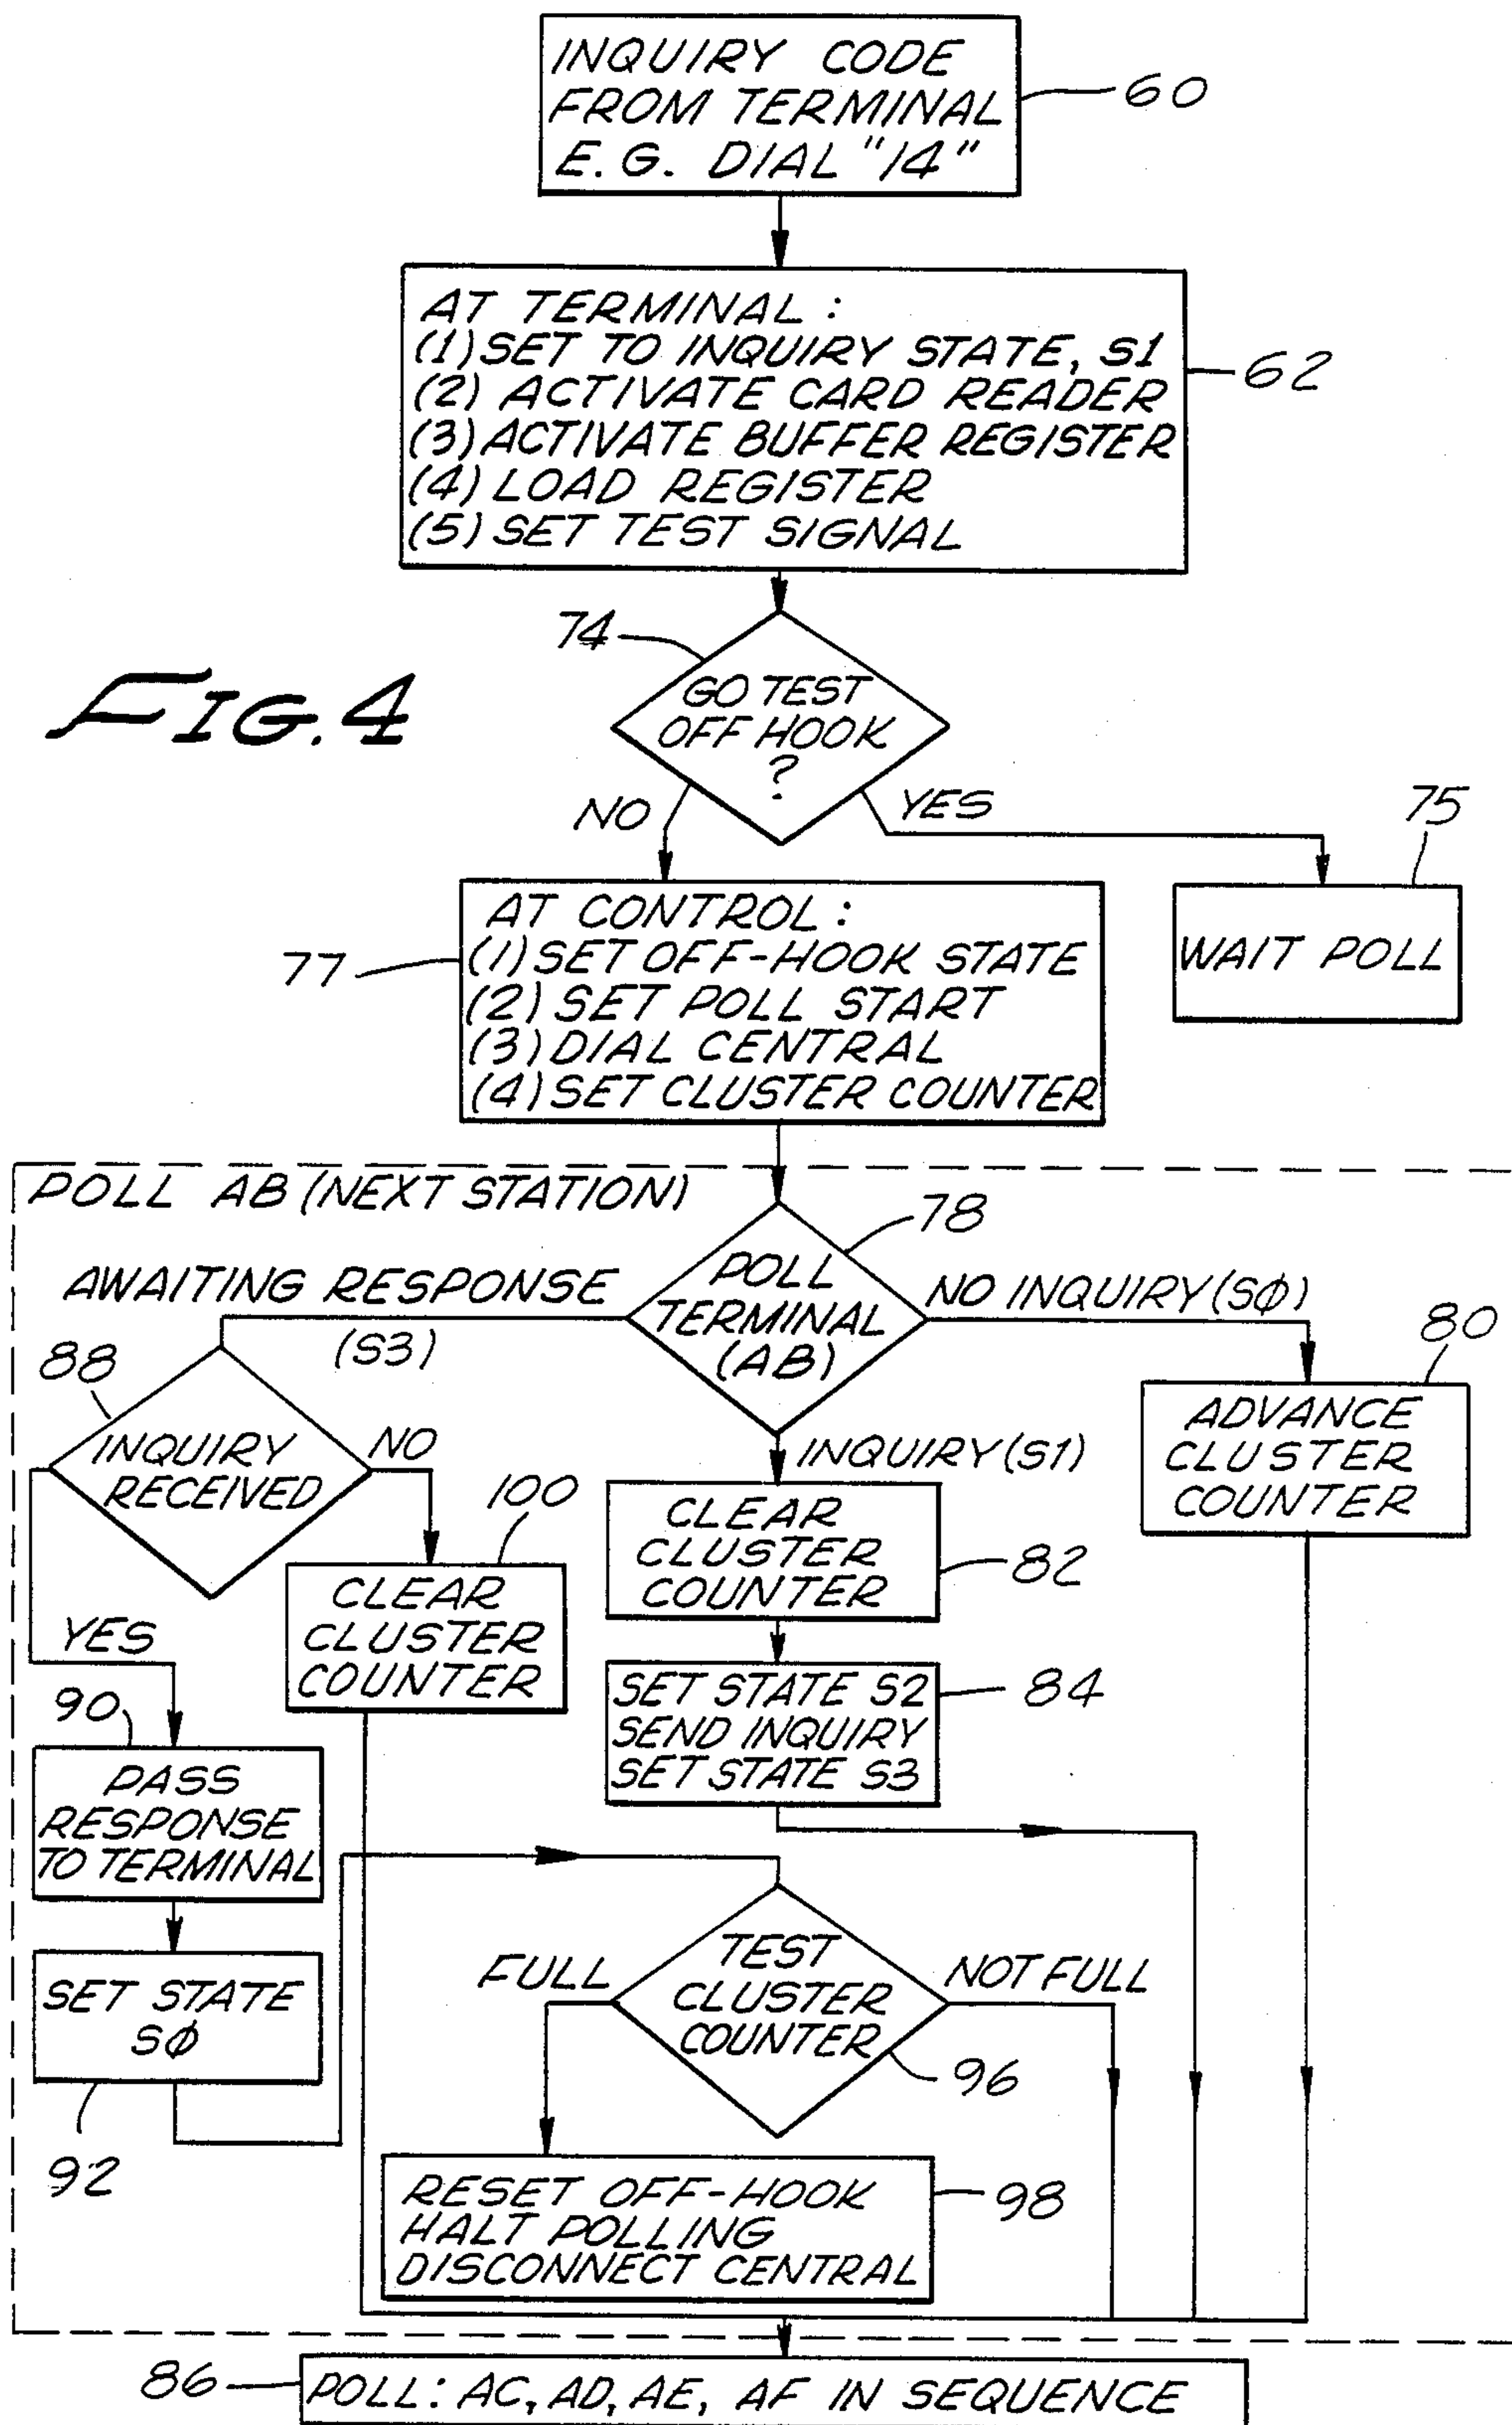 INQUIRY CODE
FROM TERMINAL
E.G. DIAL "14"
60
AT TERMINAL :
(1) SET TO INQUIRY STATE, S1
(2) ACTIVATE CARD READER
(3) ACTIVATE BUFFER REGISTER
(4) LOAD REGISTER
(5) SET TEST SIGNAL
62
74
GO TEST
OFF HOOK
?
FIG. 4
NO
YES
75
AT CONTROL :
(1) SET OFF-HOOK STATE
(2) SET POLL START
(3) DIAL CENTRAL
(4) SET CLUSTER COUNTER
77
WAIT POLL
POLL AB (NEXT STATION)
78
POLL
TERMINAL
(AB)
AWAITING RESPONSE
(S3)
NO INQUIRY (SØ)
80
88
INQUIRY
RECEIVED
NO
INQUIRY (S1)
ADVANCE
CLUSTER
COUNTER
100
CLEAR
CLUSTER
COUNTER
82
YES
CLEAR
CLUSTER
COUNTER
SET STATE S2
SEND INQUIRY
SET STATE S3
84
90
PASS
RESPONSE
TO TERMINAL
SET STATE
SØ
92
FULL
TEST
CLUSTER
COUNTER
NOT FULL
96
RESET OFF-HOOK
HALT POLLING
DISCONNECT CENTRAL
98
86
POLL: AC, AD, AE, AF IN SEQUENCE